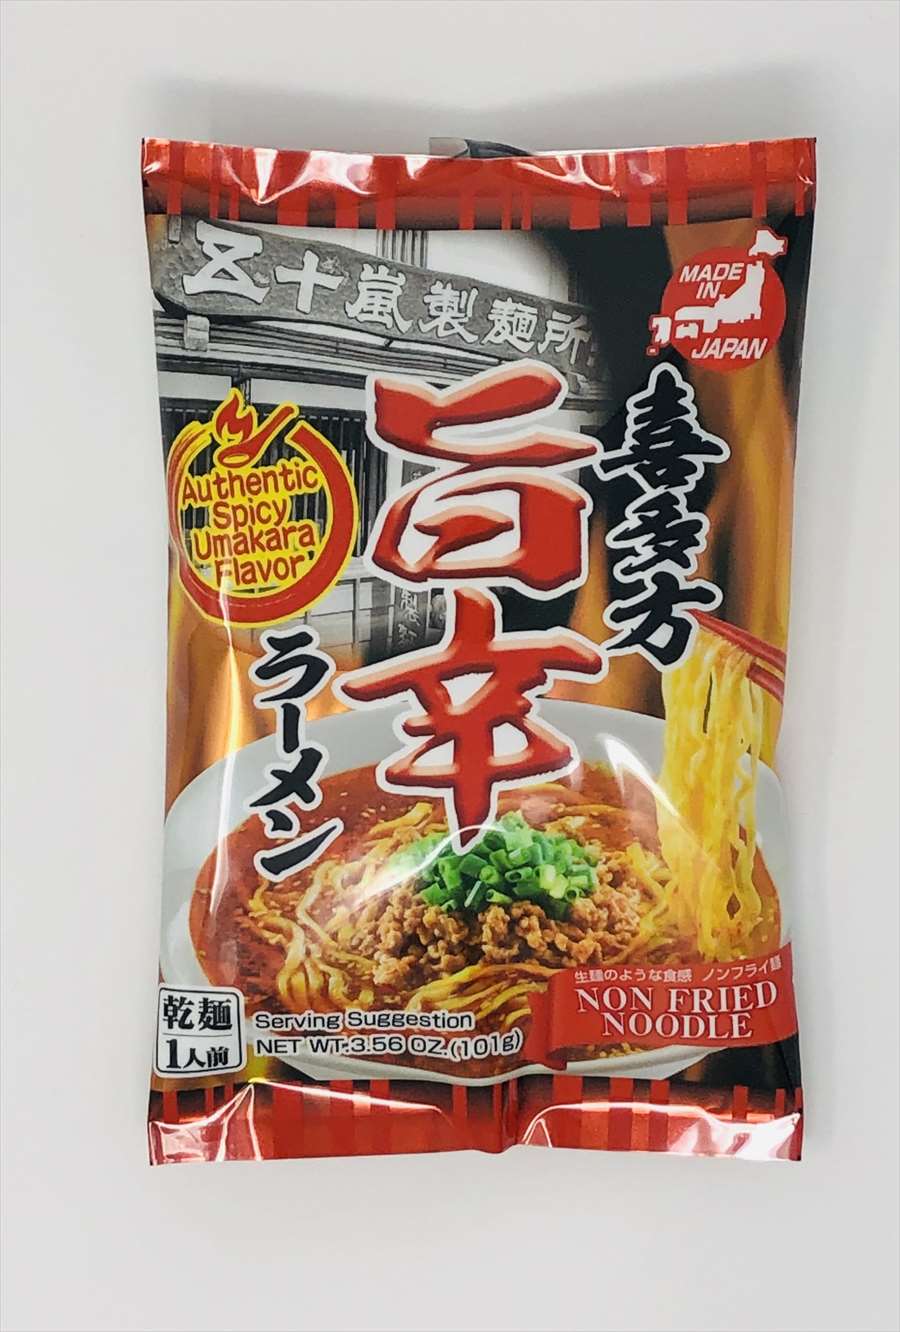 五十嵐製麺所
MADE
IN
JAPAN
喜多方
旨辛
ラーメン
Authentic
Spicy
Umakara
Flavor
生麺のような食感 ノンフライ麺
NON FRIED
NOODLE
乾麺
1人前
Serving Suggestion
NET WT.3.56 OZ.(101g)